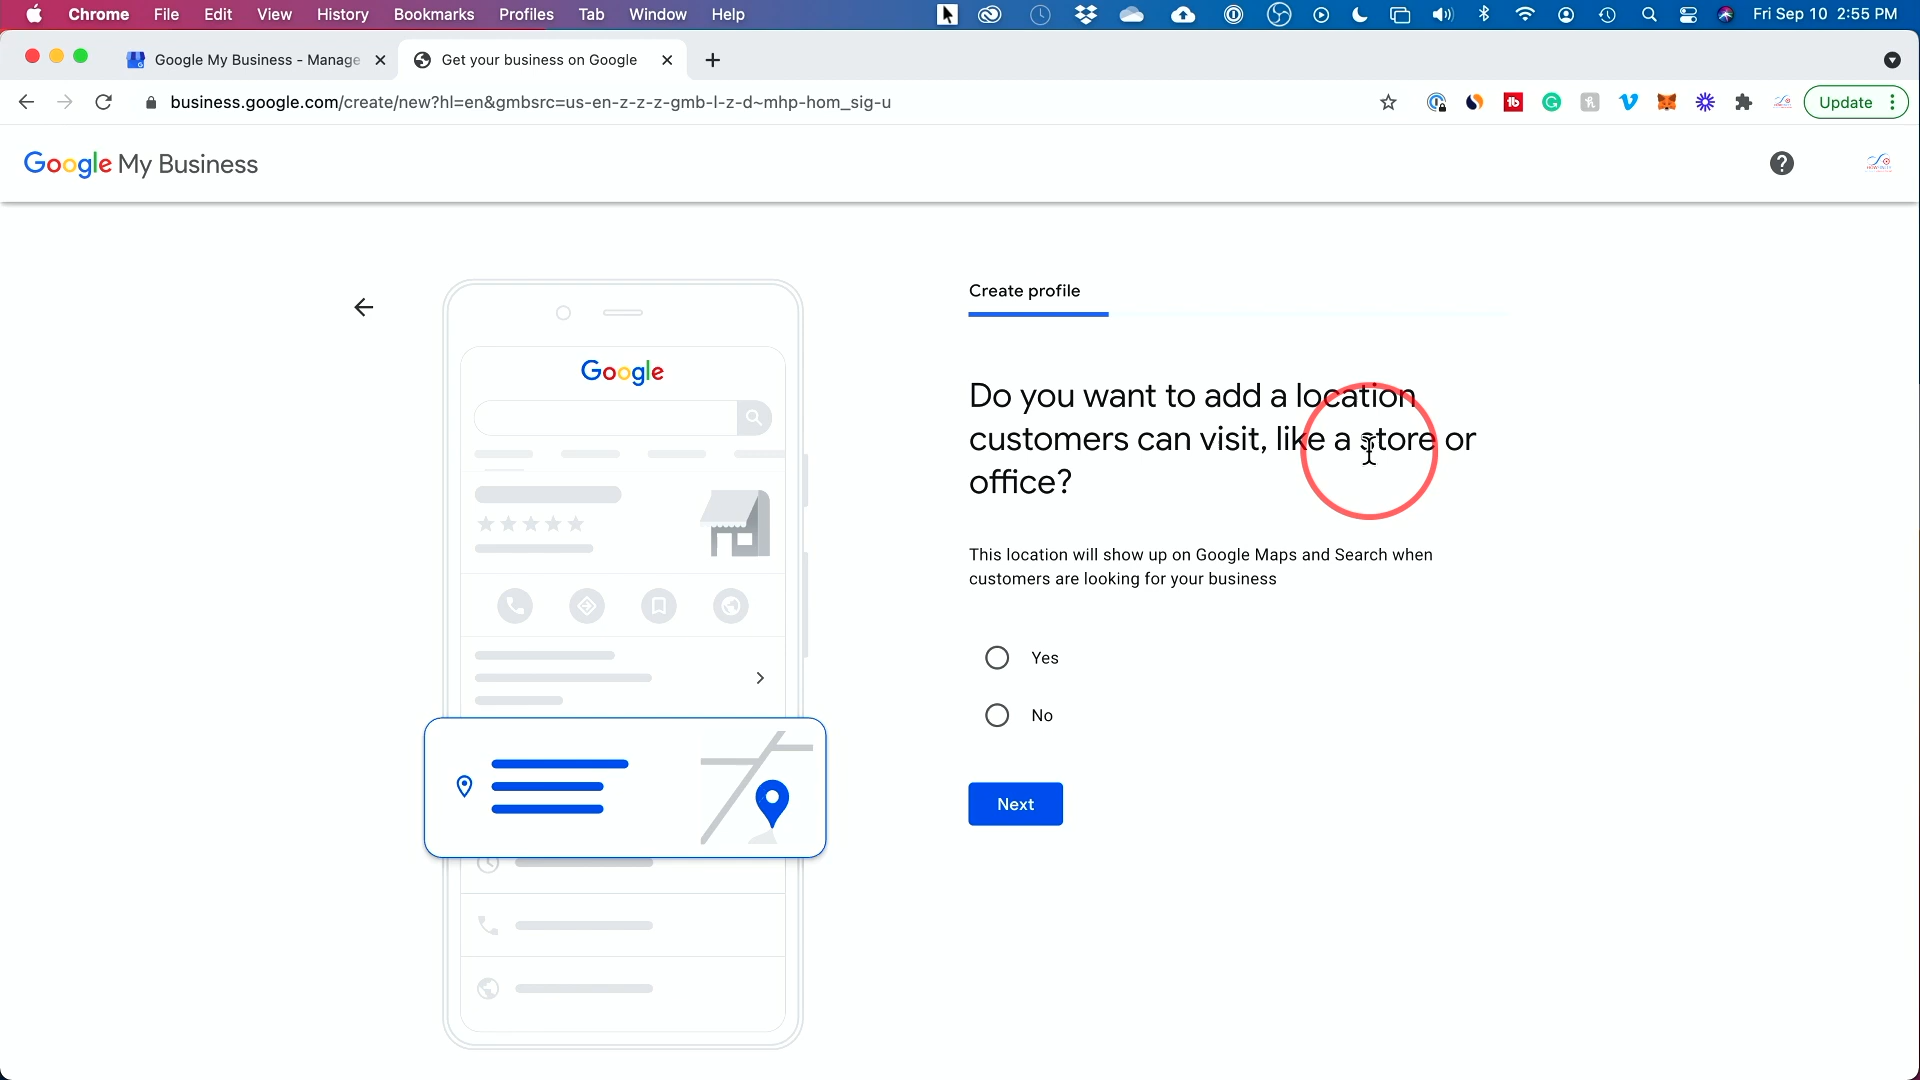 Chrome File Edit View History Bookmarks Profiles Tab Window Help Fri Sep 10 2:55 PM
Google My Business - Manage
Get your business on Google
business.google.com/create/new?hl=en&gmbsrc=us-en-z-z-z-gmb-l-z-d~mhp-hom_sig-u
Update
Google My Business
Create profile
Google
Do you want to add a location
customers can visit, like a store or
office?
This location will show up on Google Maps and Search when
customers are looking for your business
Yes
No
Next